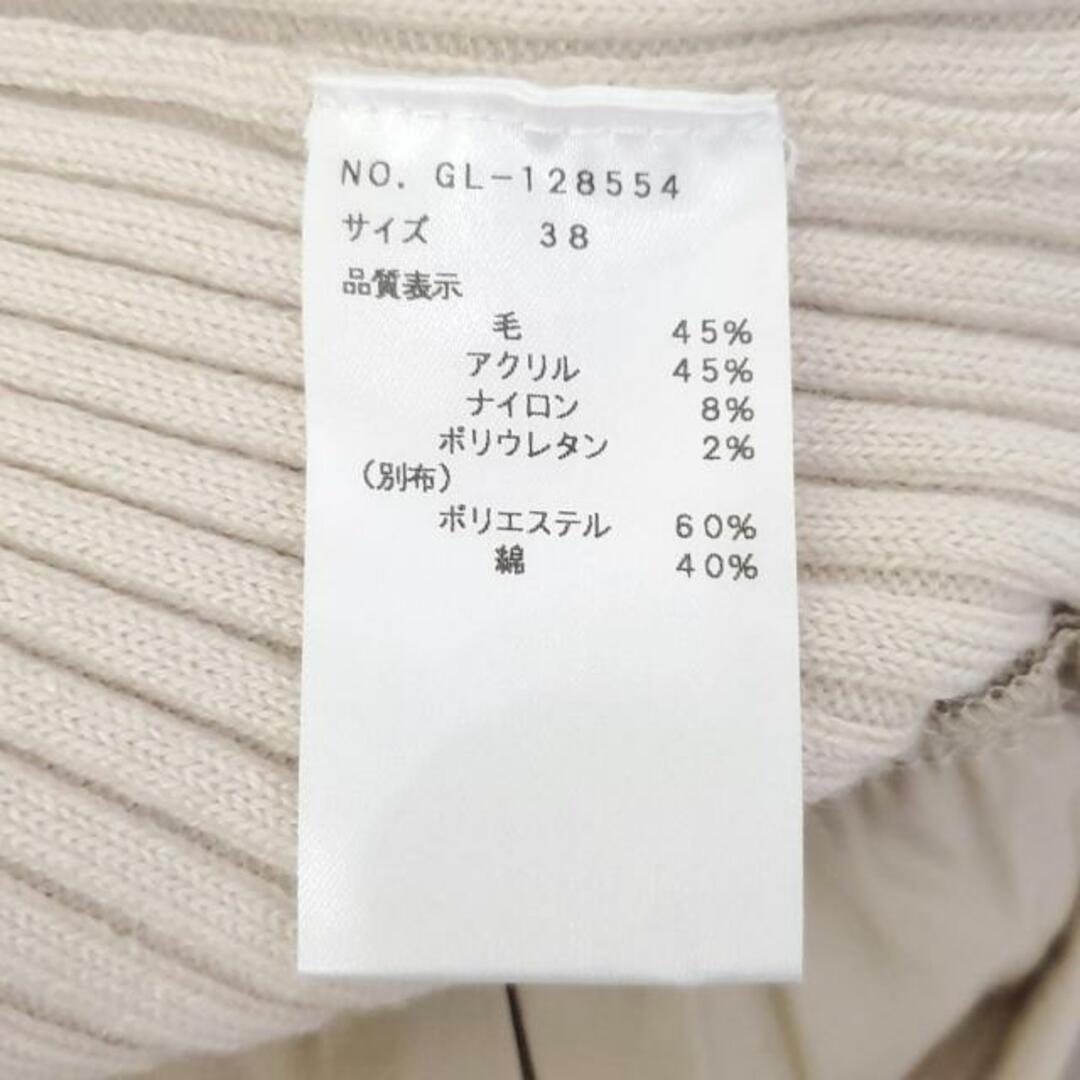 NO. GL-128554
サイズ 38
品質表示
毛 45%
アクリル 45%
ナイロン 8%
ポリウレタン 2%
(別布)
ポリエステル 60%
綿 40%